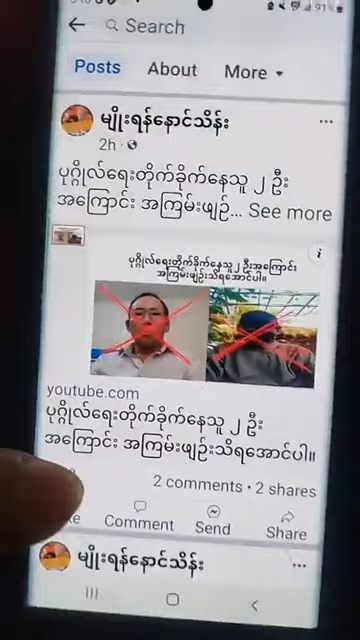 Search
Posts About More
မျိုးရန်နောင်သိန်း
2h
ပုဂ္ဂိုလ်ရေးတိုက်ခိုက်နေသူ ၂ ဦး
အကြောင်း အကြမ်းဖျဉ်... See more
ပုဂ္ဂိုလ်ရေးတိုက်ခိုက်နေသူ ၂ ဦးအကြောင်း
အကြမ်းဖျဉ်းသိရအောင်ပါ။
youtube.com
ပုဂ္ဂိုလ်ရေးတိုက်ခိုက်နေသူ ၂ ဦး
အကြောင်း အကြမ်းဖျဉ်းသိရအောင်ပါ။
2 comments • 2 shares
Comment Send Share
မျိုးရန်နောင်သိန်း